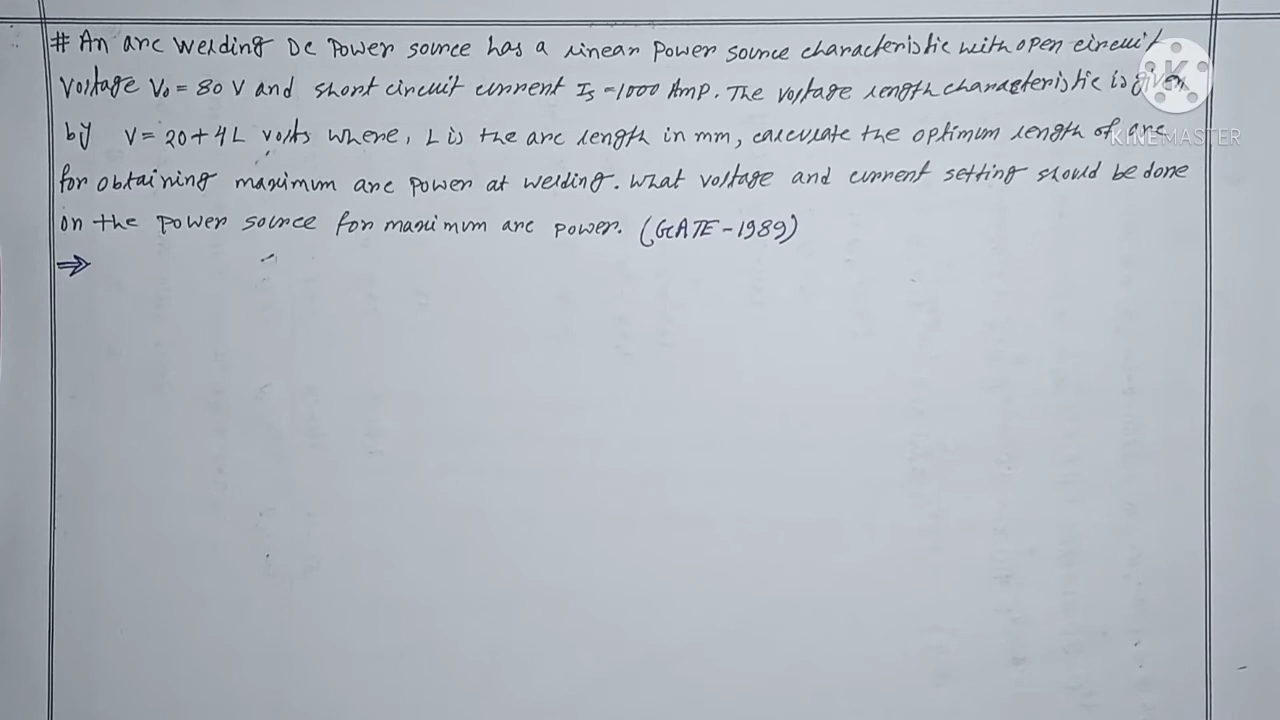 # An arc welding DC power source has a linear power source characteristic with open circuit
voltage V₀ = 80 V and short circuit current Is = 1000 Amp. The voltage length characteristic is given
by V = 20 + 4L volts where, L is the arc length in mm, calculate the optimum length of arc
for obtaining maximum arc power at welding. What voltage and current setting should be done
on the power source for maximum arc power. (GATE - 1989)
⇒
K
KINEMASTER